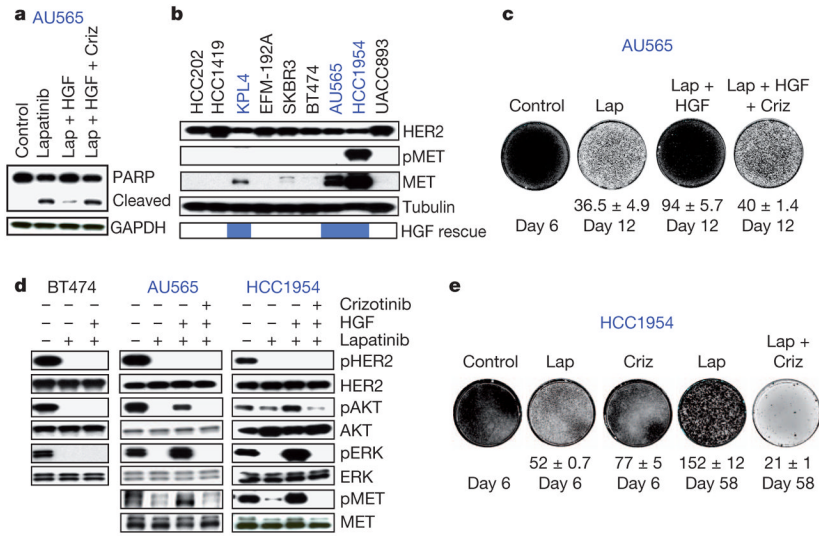 a
AU565
Control
Lapatinib
Lap + HGF
Lap + HGF + Criz
PARP
Cleaved
GAPDH
b
HCC202
HCC1419
KPL4
EFM-192A
SKBR3
BT474
AU565
HCC1954
UACC893
HER2
pMET
MET
Tubulin
HGF rescue
c
AU565
Control
Lap
Lap +
HGF
Lap + HGF
+ Criz
36.5 ± 4.9
94 ± 5.7
40 ± 1.4
Day 6
Day 12
Day 12
Day 12
d
BT474
AU565
HCC1954
− − − + − − − + Crizotinib
− − + − − + + − − + + HGF
− + + − + + + − + + + Lapatinib
pHER2
HER2
pAKT
AKT
pERK
ERK
pMET
MET
e
HCC1954
Control
Lap
Criz
Lap
Lap +
Criz
52 ± 0.7
77 ± 5
152 ± 12
21 ± 1
Day 6
Day 6
Day 6
Day 58
Day 58